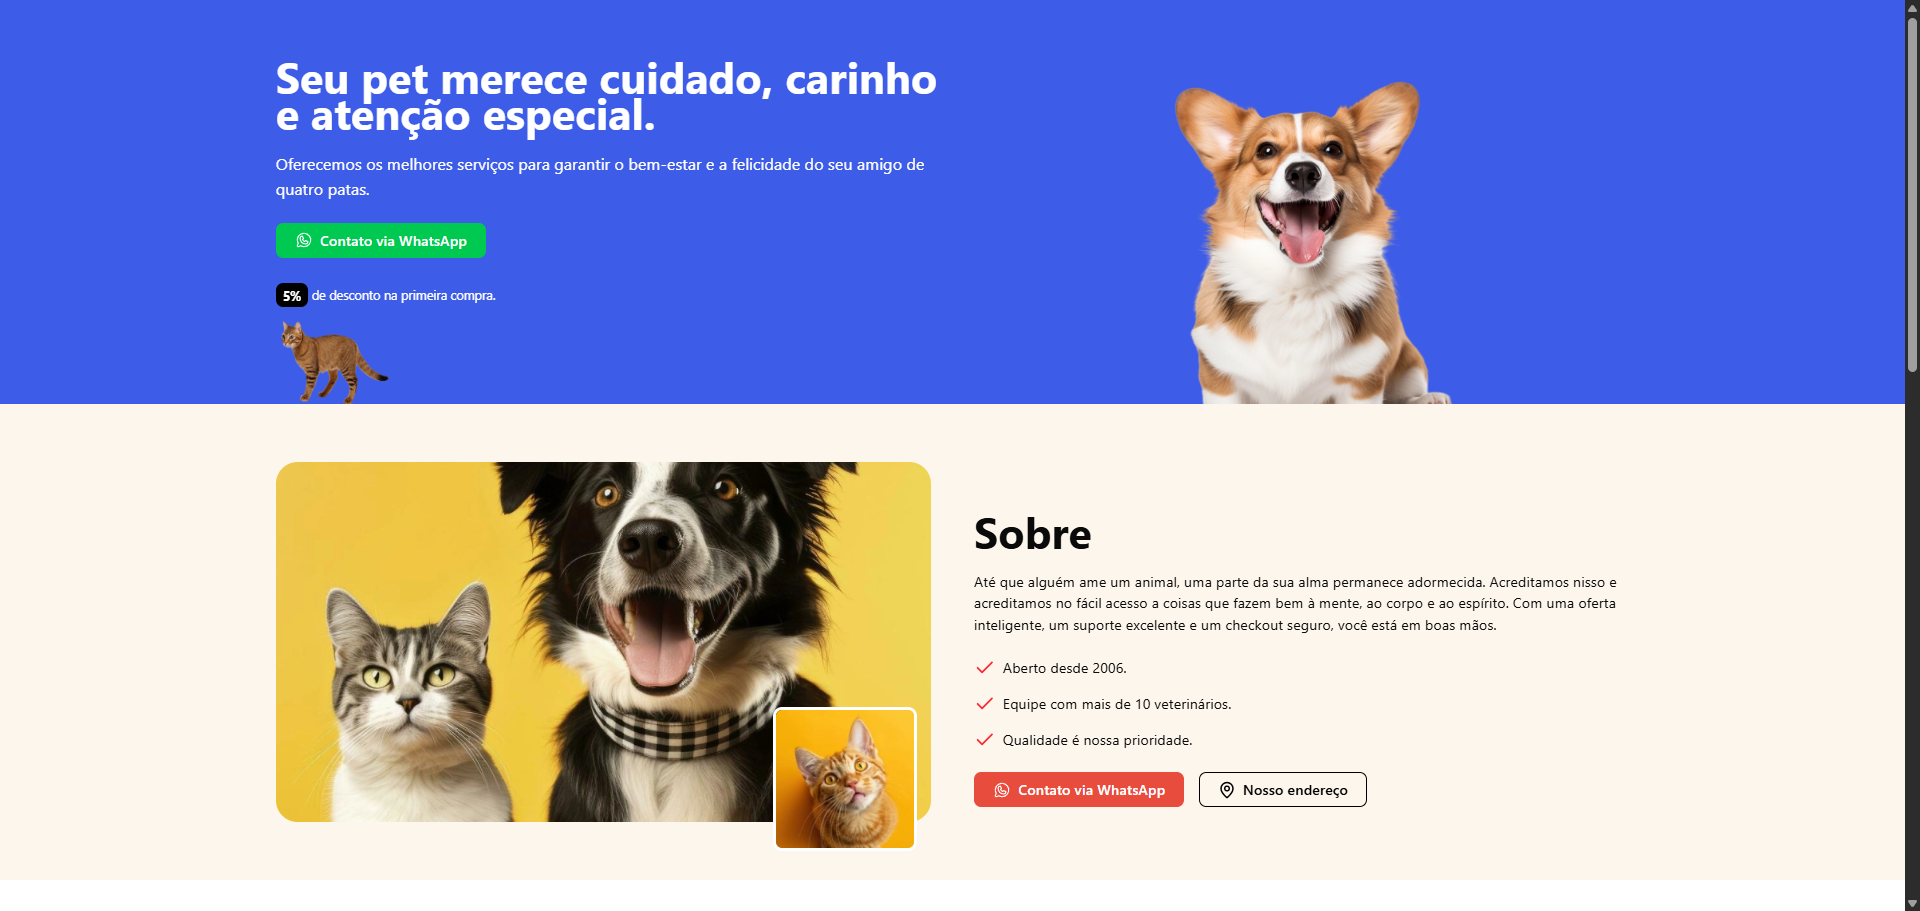 Seu pet merece cuidado, carinho
e atenção especial.
Oferecemos os melhores serviços para garantir o bem-estar e a felicidade do seu amigo de
quatro patas.
Contato via WhatsApp
5% de desconto na primeira compra.
Sobre
Até que alguém ame um animal, uma parte da sua alma permanece adormecida. Acreditamos nisso e
acreditamos no fácil acesso a coisas que fazem bem à mente, ao corpo e ao espírito. Com uma oferta
inteligente, um suporte excelente e um checkout seguro, você está em boas mãos.
Aberto desde 2006.
Equipe com mais de 10 veterinários.
Qualidade é nossa prioridade.
Contato via WhatsApp
Nosso endereço